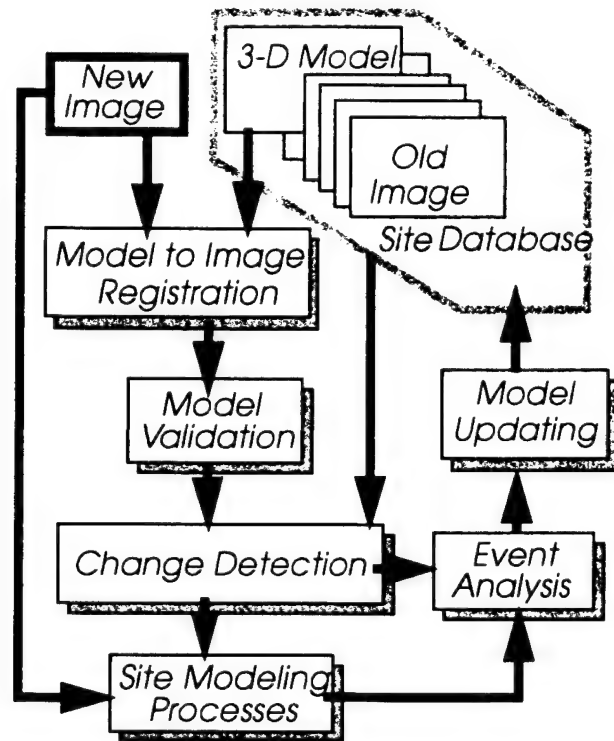 New
Image
3-D Model
Old
Image
Site Database
Model to Image
Registration
Model
Validation
Model
Updating
Change Detection
Event
Analysis
Site Modeling
Processes